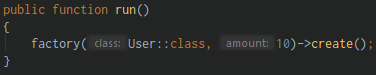 public function run()
{
factory( class: User::class, amount: 10)->create();
}